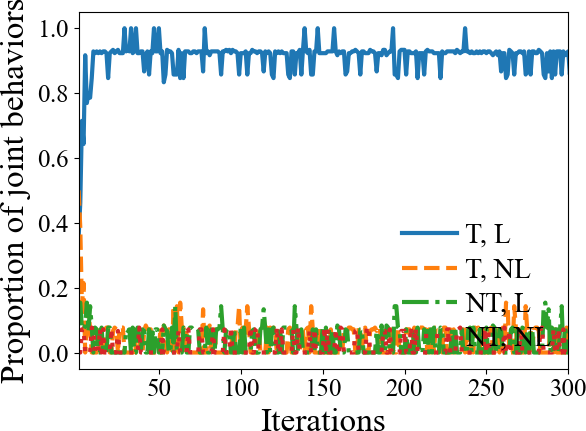 Proportion of joint behaviors
1.0
0.8
0.6
0.4
0.2
0.0
T, L
T, NL
NT, L
NT, NL
50
100
150
200
250
300
Iterations